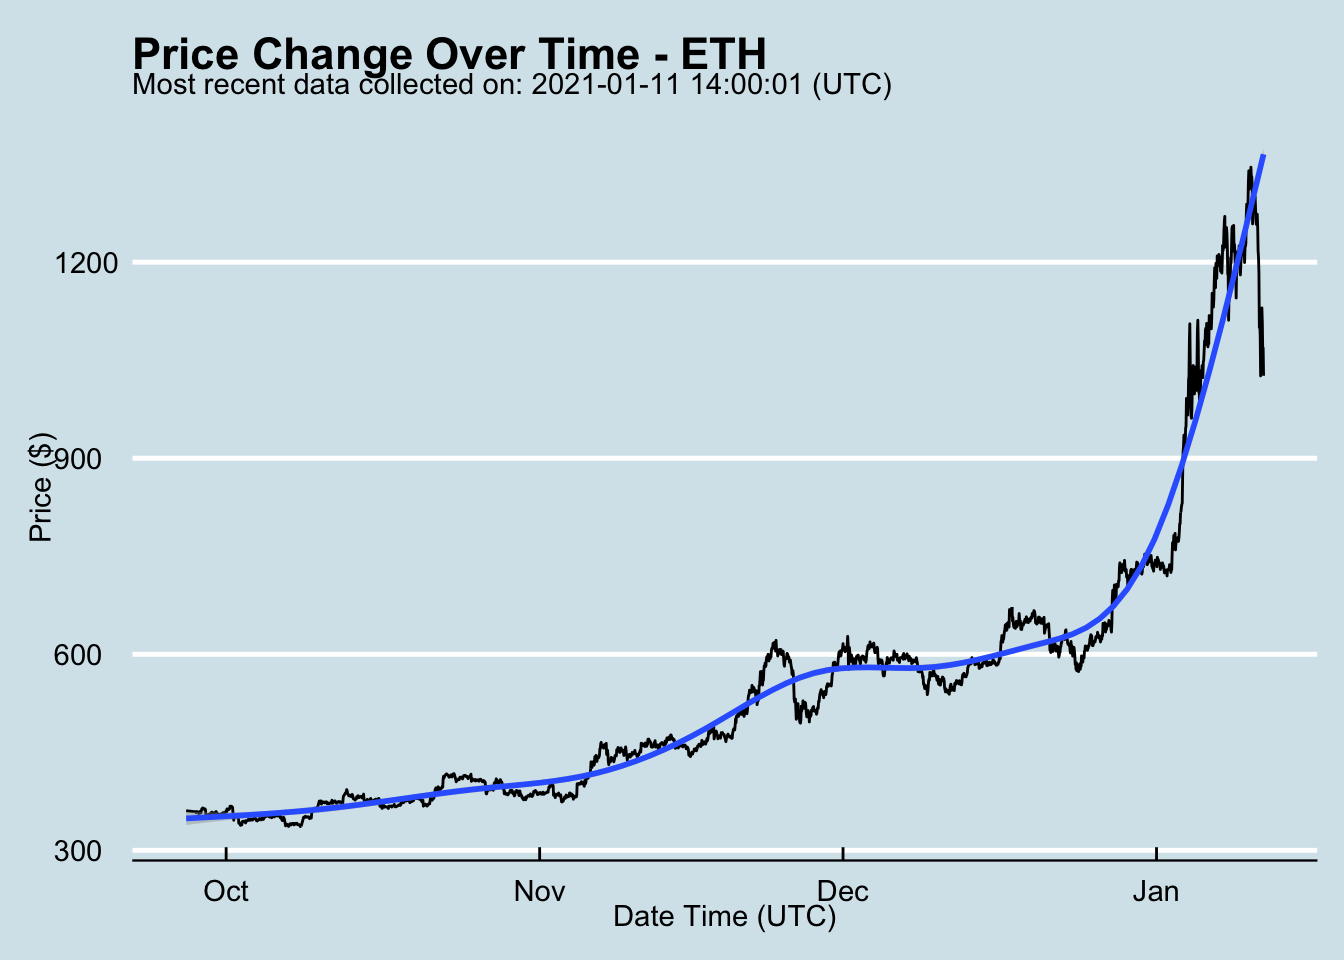 Price Change Over Time - ETH
Most recent data collected on: 2021-01-11 14:00:01 (UTC)
Price ($)
1200
900
600
300
Oct Nov Dec Jan
Date Time (UTC)